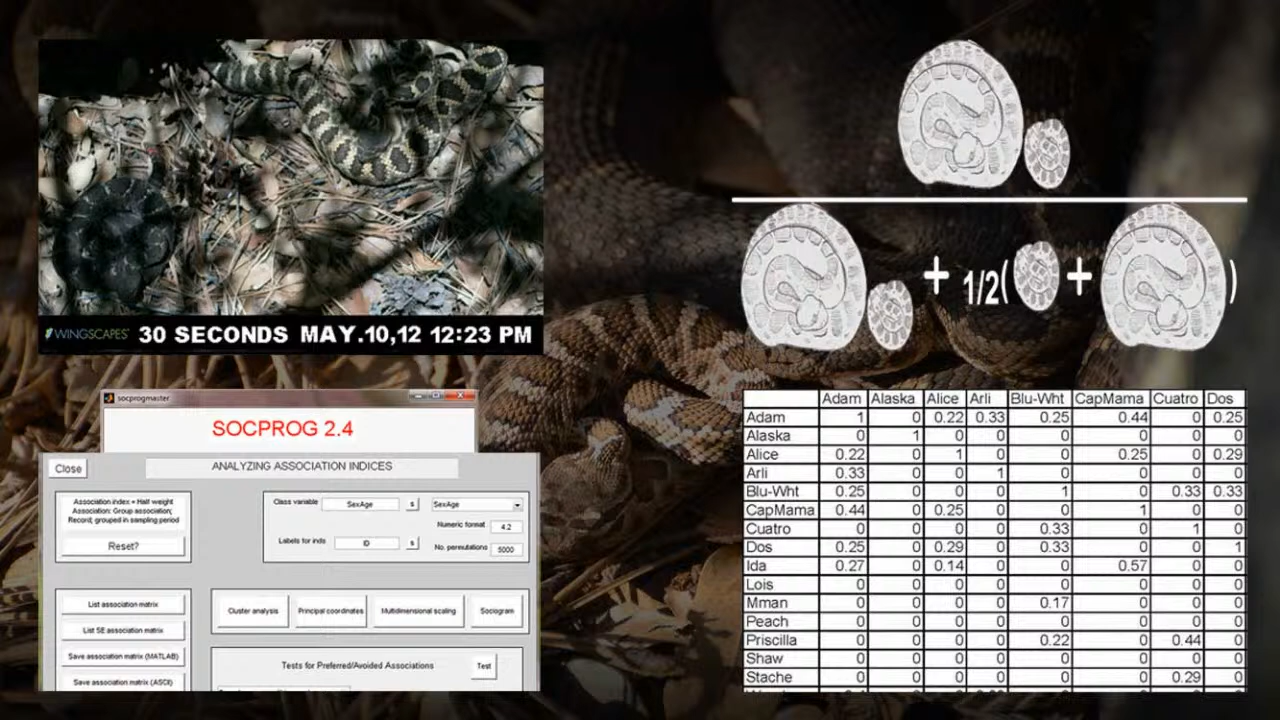 WINGSCAPES 30 SECONDS MAY.10,12 12:23 PM
+ 1/2( + )
socprogmaster
SOCPROG 2.4
Close
ANALYZING ASSOCIATION INDICES
Association index = Half weight
Association: Group association;
Record; grouped in sampling period
Reset?
Class variable SexAge s SexAge
Numeric format 4.2
Labels for inds ID s
No. permutations 5000
List association matrix
List SE association matrix
Save association matrix (MATLAB)
Save association matrix (ASCI)
Cluster analysis Principal coordinates Multidimensional scaling Sociogram
Tests for Preferred/Avoided Associations Test
Adam Alaska Alice Arli Blu-Wht CapMama Cuatro Dos
Adam 1 0 0.22 0.33 0.25 0.44 0 0.25
Alaska 0 1 0 0 0 0 0 0
Alice 0.22 0 1 0 0 0.25 0 0.29
Arli 0.33 0 0 1 0 0 0 0
Blu-Wht 0.25 0 0 0 1 0 0.33 0.33
CapMama 0.44 0 0.25 0 0 1 0 0
Cuatro 0 0 0 0 0.33 0 1 0
Dos 0.25 0 0.29 0 0.33 0 0 1
Ida 0.27 0 0.14 0 0 0.57 0 0
Lois 0 0 0 0 0 0 0 0
Mman 0 0 0 0 0.17 0 0 0
Peach 0 0 0 0 0 0 0 0
Priscilla 0 0 0 0 0.22 0 0.44 0
Shaw 0 0 0 0 0 0 0 0
Stache 0 0 0 0 0 0 0.29 0